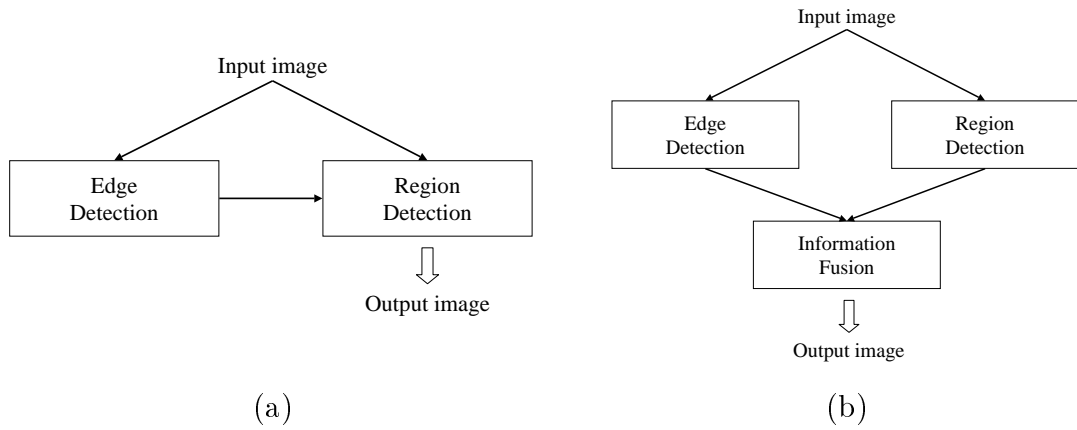 Input image
Edge
Detection
Region
Detection
Output image
(a)
Input image
Edge
Detection
Region
Detection
Information
Fusion
Output image
(b)